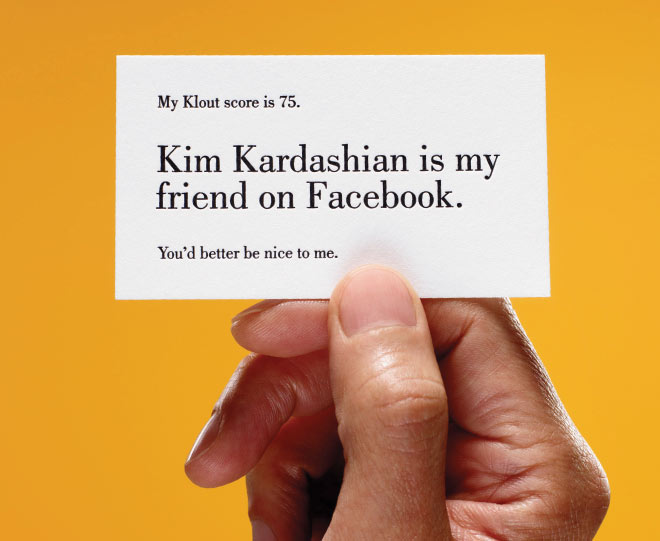 My Klout score is 75.
Kim Kardashian is my
friend on Facebook.
You’d better be nice to me.